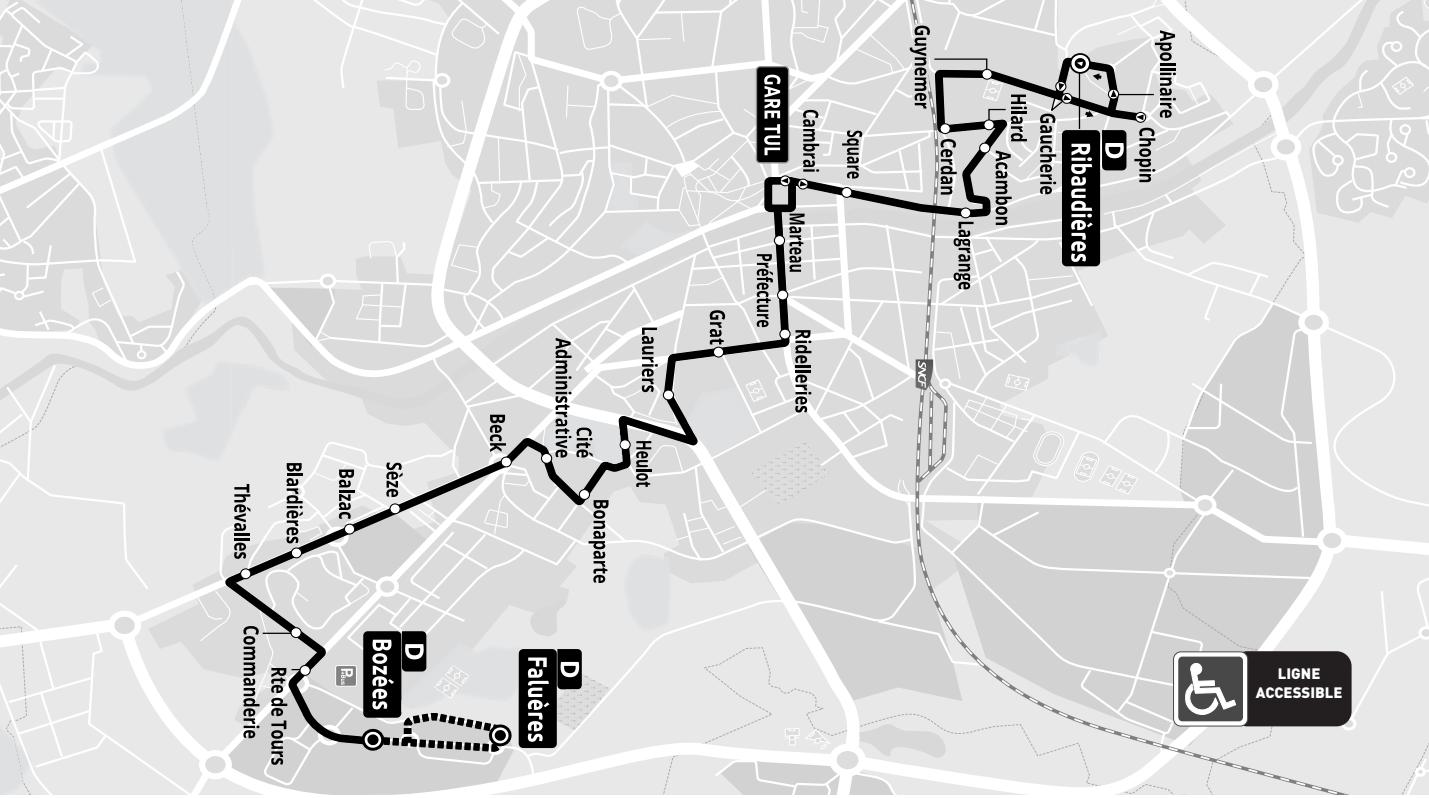 Apollinaire
Chopin
D
Ribaudières
Gaucherie
Guynemer
Hilard
Cerdan
Acambon
Lagrange
Square
Cambrai
GARE TUL
Marteau
Préfecture
Ridelleries
Grat
Lauriers
Heulot
Bonaparte
Cité
Administrative
Beck
Sèze
Balzac
Blardières
Thévalles
Commanderie
Rte de Tours
D
Bozées
D
Faluères
SNCF
P+BUS
LIGNE
ACCESSIBLE